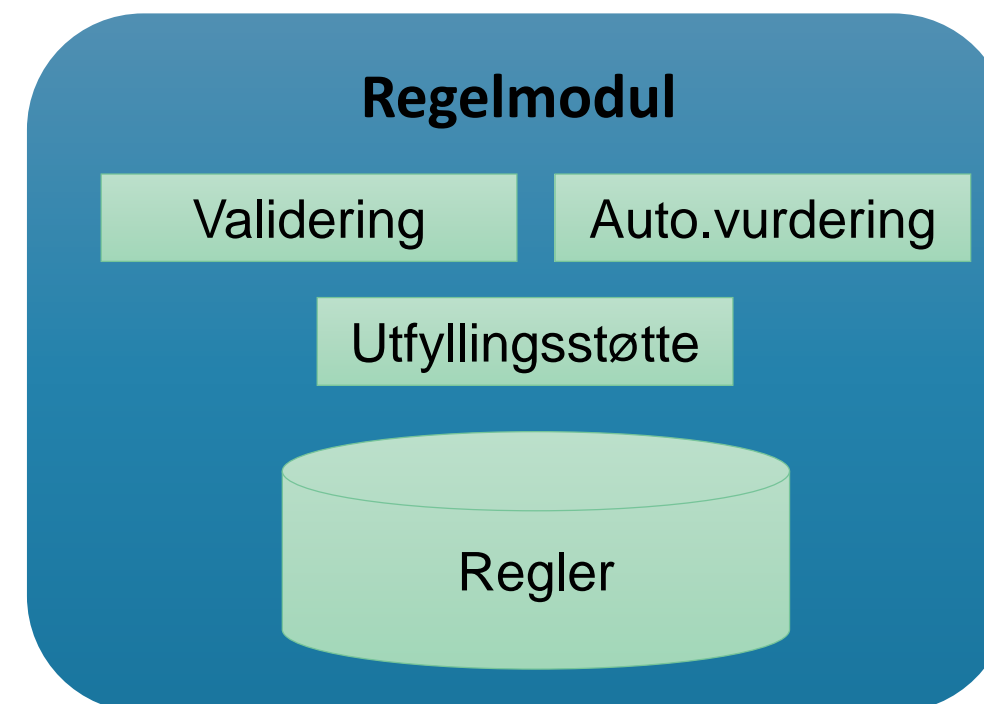 Regelmodul
Validering
Auto.vurdering
Utfyllingsstøtte
Regler